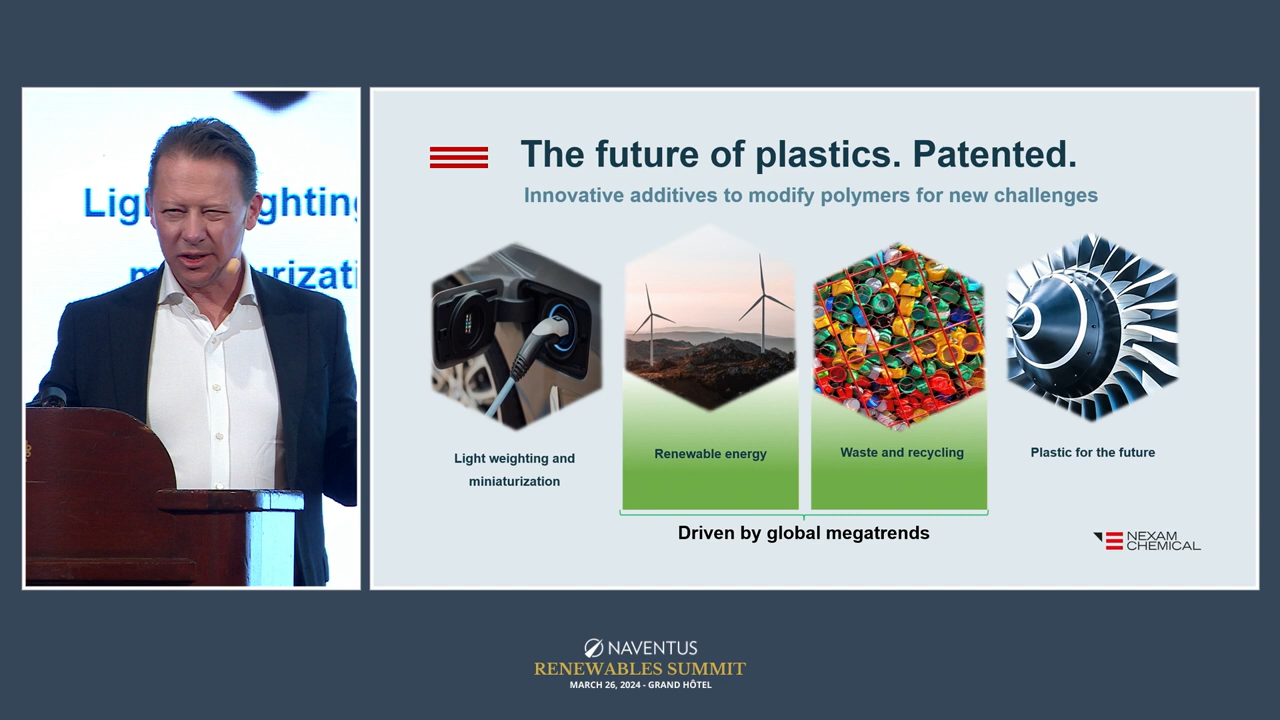 Light weighting
The future of plastics. Patented.
Innovative additives to modify polymers for new challenges
Light weighting and
miniaturization
Renewable energy
Waste and recycling
Plastic for the future
Driven by global megatrends
NEXAM
CHEMICAL
NAVENTUS
RENEWABLES SUMMIT
MARCH 26, 2024 - GRAND HÔTEL